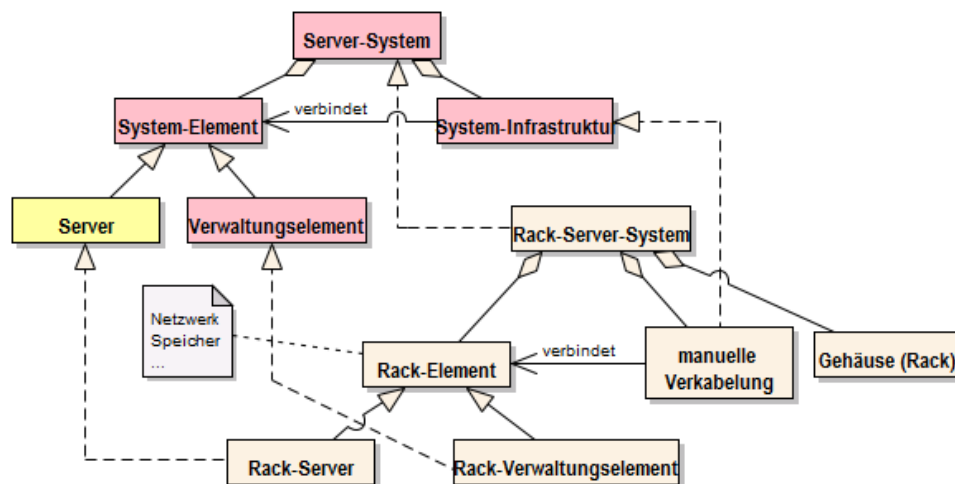 Server-System
System-Element
verbindet
System-Infrastruktur
Server
Verwaltungselement
Rack-Server-System
Netzwerk
Speicher
...
Rack-Element
verbindet
manuelle
Verkabelung
Gehäuse (Rack)
Rack-Server
Rack-Verwaltungselement